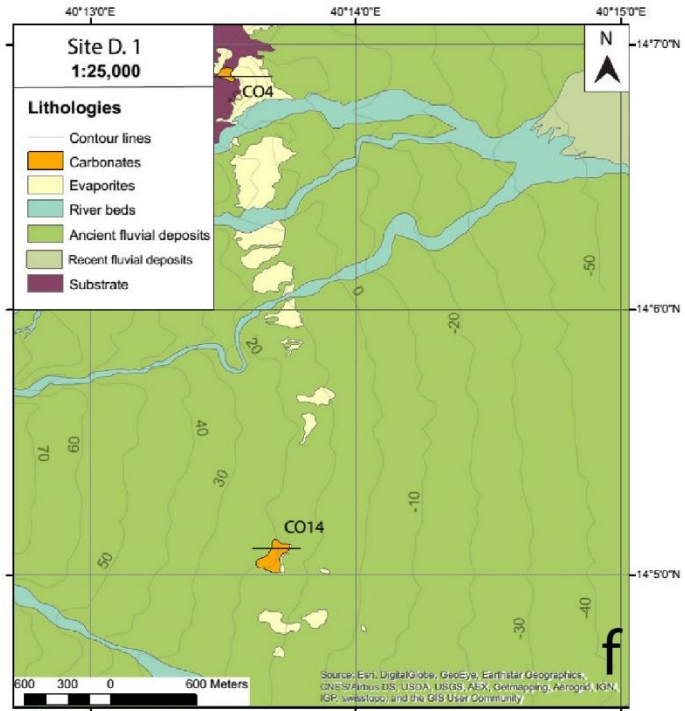 40°13'0"E 40°14'0"E 40°15'0"E
Site D. 1
1:25,000
Lithologies
Contour lines
Carbonates
Evaporites
River beds
Ancient fluvial deposits
Recent fluvial deposits
Substrate
N
14°7'0"N
CO4
-50
14°6'0"N
0
-20
20
40
70
60
30
-10
CO14
50
14°5'0"N
-30
-40
f
600 300 0 600 Meters
Source: Esri, DigitalGlobe, GeoEye, Earthstar Geographics,
CNES/Airbus DS, USDA, USGS, AEX, Getmapping, Aerogrid, IGN,
IGP, swisstopo, and the GIS User Community